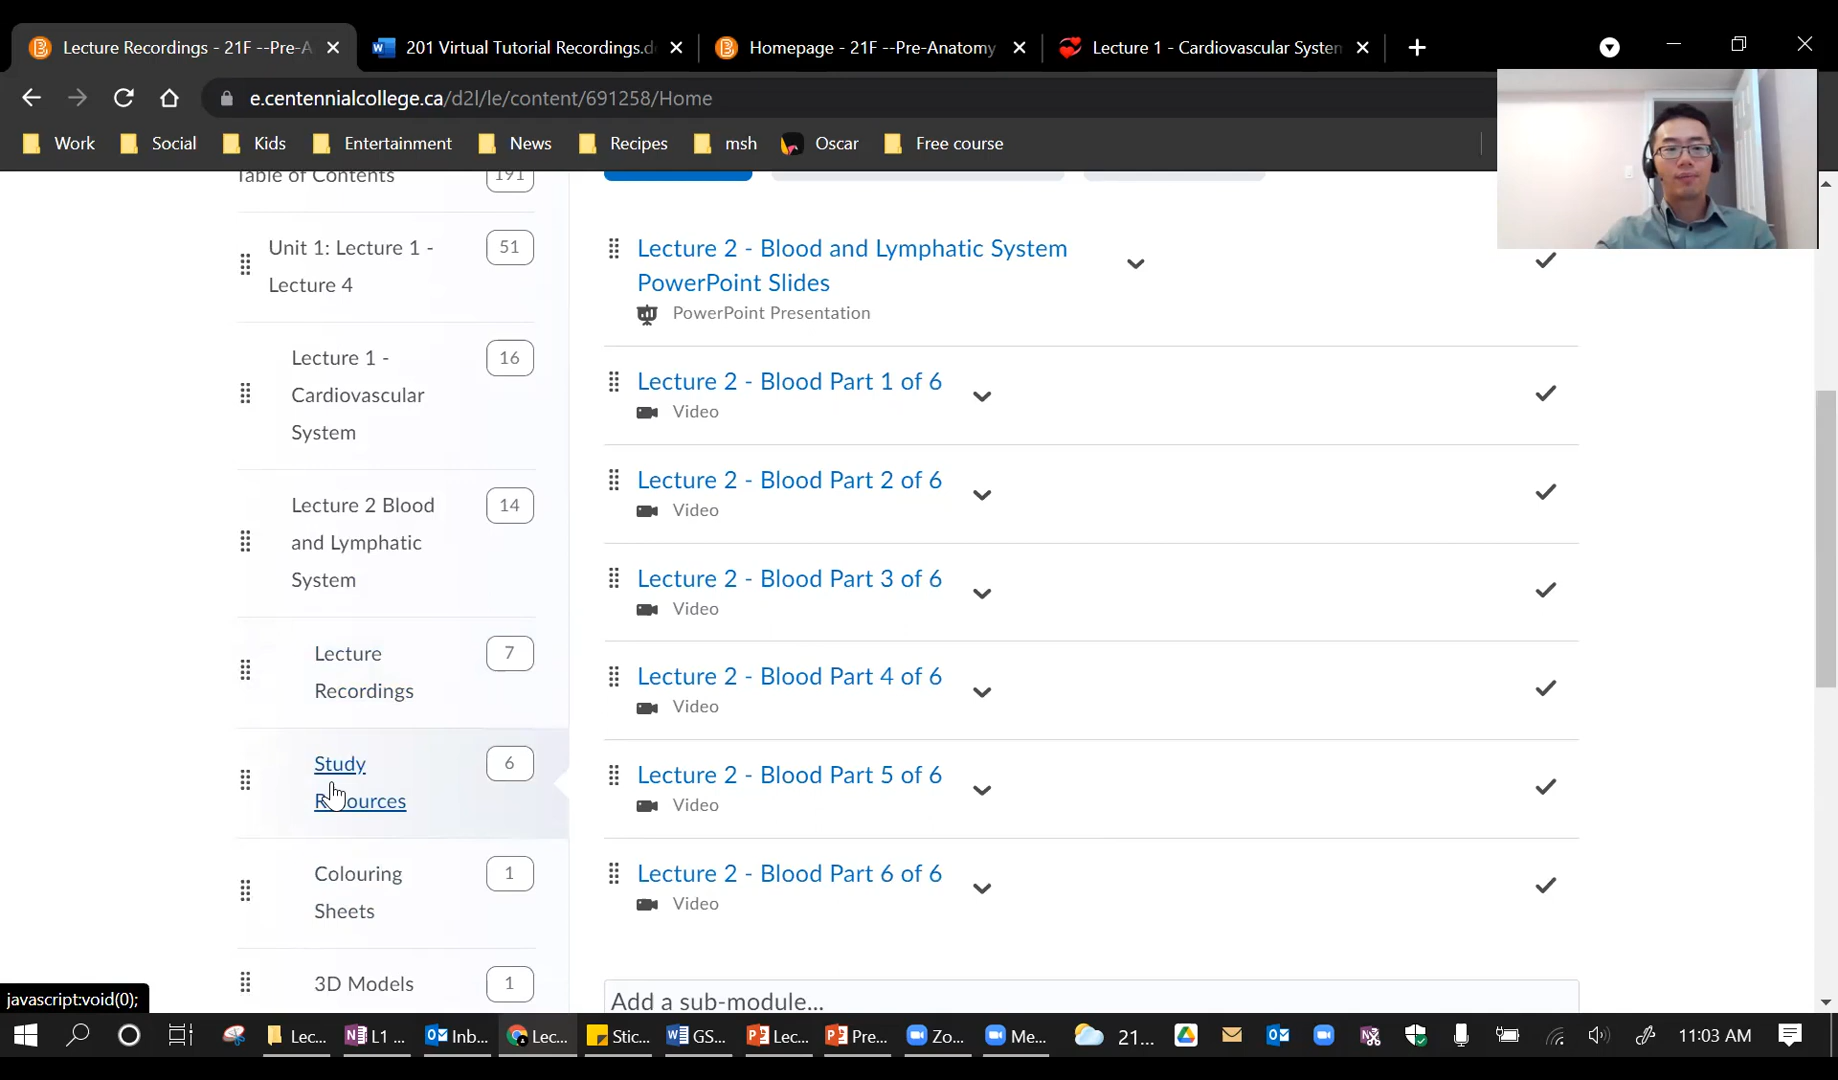 Lecture Recordings - 21F --Pre-A
201 Virtual Tutorial Recordings.d
Homepage - 21F --Pre-Anatomy
Lecture 1 - Cardiovascular System
e.centennialcollege.ca/d2l/le/content/691258/Home
Work
Social
Kids
Entertainment
News
Recipes
msh
Oscar
Free course
Table of Contents
191
Unit 1: Lecture 1 -
Lecture 4
51
Lecture 1 -
Cardiovascular
System
16
Lecture 2 Blood
and Lymphatic
System
14
Lecture
Recordings
7
Study
Resources
6
Colouring
Sheets
1
3D Models
1
Lecture 2 - Blood and Lymphatic System
PowerPoint Slides
PowerPoint Presentation
Lecture 2 - Blood Part 1 of 6
Video
Lecture 2 - Blood Part 2 of 6
Video
Lecture 2 - Blood Part 3 of 6
Video
Lecture 2 - Blood Part 4 of 6
Video
Lecture 2 - Blood Part 5 of 6
Video
Lecture 2 - Blood Part 6 of 6
Video
Add a sub-module...
javascript:void(0);
Lec...
L1 ...
Inb...
Lec...
Stic...
GS...
Lec...
Pre...
Zo...
Me...
21...
11:03 AM